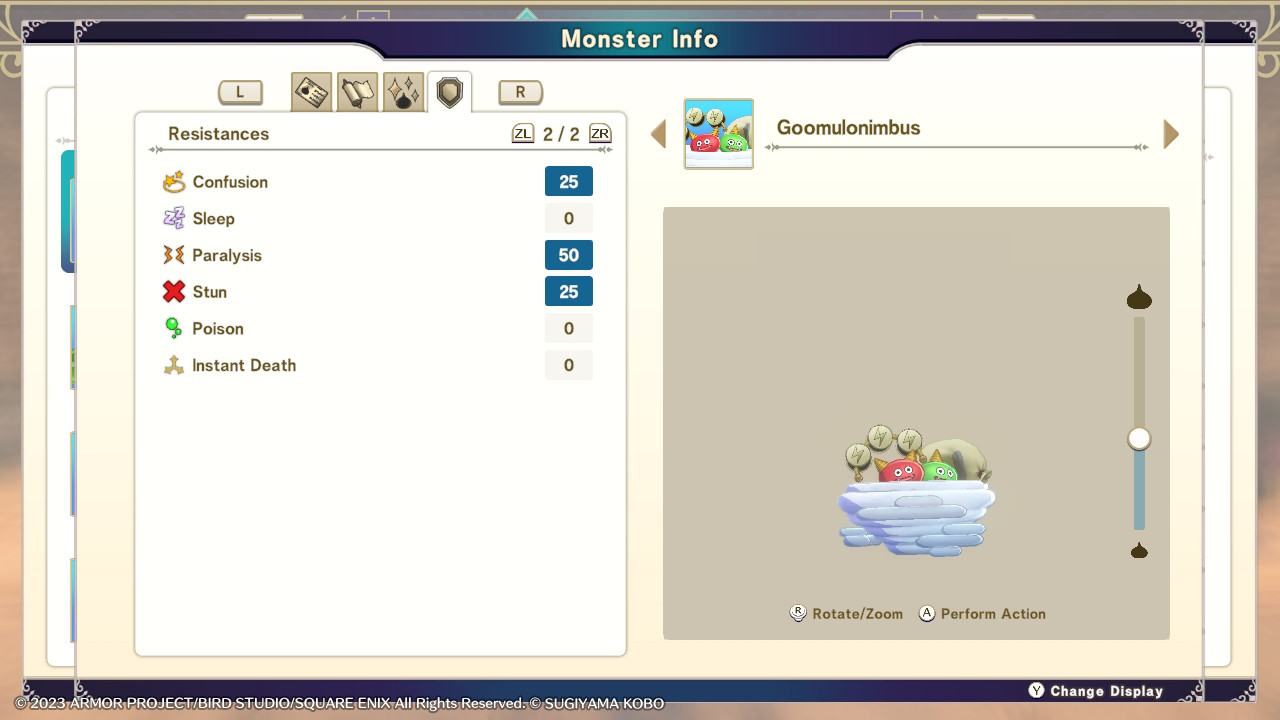 Monster Info
L
R
Resistances
ZL 2 / 2 ZR
Goomulonimbus
Confusion 25
Sleep 0
Paralysis 50
Stun 25
Poison 0
Instant Death 0
R Rotate/Zoom A Perform Action
Y Change Display
© 2023 ARMOR PROJECT/BIRD STUDIO/SQUARE ENIX All Rights Reserved. © SUGIYAMA KOBO